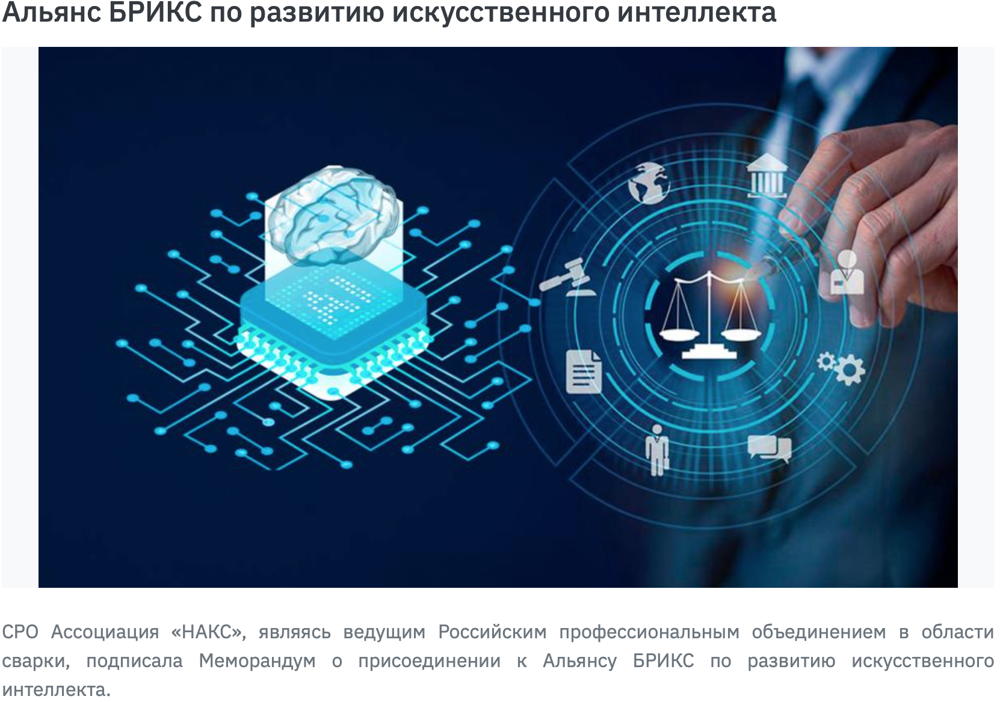 Альянс БРИКС по развитию искусственного интеллекта
СРО Ассоциация «НАКС», являясь ведущим Российским профессиональным объединением в области
сварки, подписала Меморандум о присоединении к Альянсу БРИКС по развитию искусственного
интеллекта.